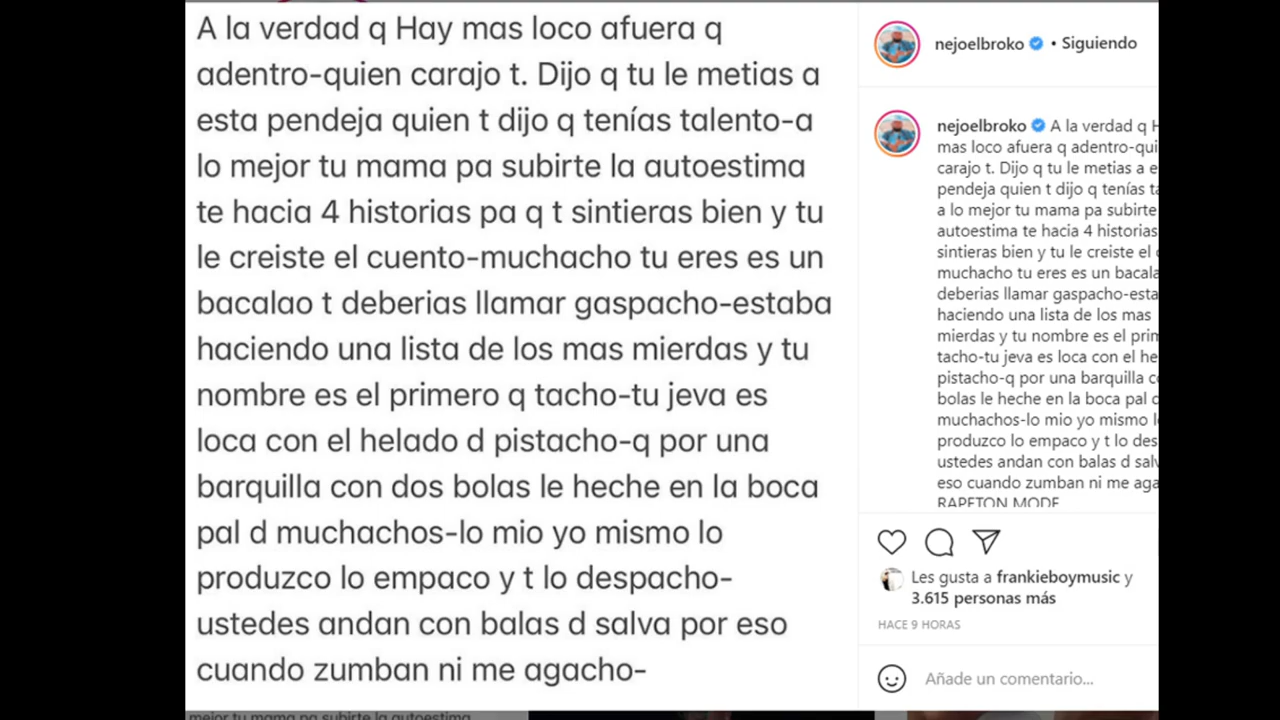 A la verdad q Hay mas loco afuera q
adentro-quien carajo t. Dijo q tu le metias a
esta pendeja quien t dijo q tenías talento-a
lo mejor tu mama pa subirte la autoestima
te hacia 4 historias pa q t sintieras bien y tu
le creiste el cuento-muchacho tu eres es un
bacalao t deberias llamar gaspacho-estaba
haciendo una lista de los mas mierdas y tu
nombre es el primero q tacho-tu jeva es
loca con el helado d pistacho-q por una
barquilla con dos bolas le heche en la boca
pal d muchachos-lo mio yo mismo lo
produzco lo empaco y t lo despacho-
ustedes andan con balas d salva por eso
cuando zumban ni me agacho-
mejor tu mama pa subirte la autoestima
nejoelbroko • Siguiendo
nejoelbroko A la verdad q H
mas loco afuera q adentro-qui
carajo t. Dijo q tu le metias a e
pendeja quien t dijo q tenías ta
a lo mejor tu mama pa subirte
autoestima te hacia 4 historias
sintieras bien y tu le creiste el c
muchacho tu eres es un bacala
deberias llamar gaspacho-esta
haciendo una lista de los mas
mierdas y tu nombre es el prim
tacho-tu jeva es loca con el he
pistacho-q por una barquilla co
bolas le heche en la boca pal d
muchachos-lo mio yo mismo l
produzco lo empaco y t lo des
ustedes andan con balas d salv
eso cuando zumban ni me aga
RAPETON MODE
Les gusta a frankieboymusic y
3.615 personas más
HACE 9 HORAS
Añade un comentario...